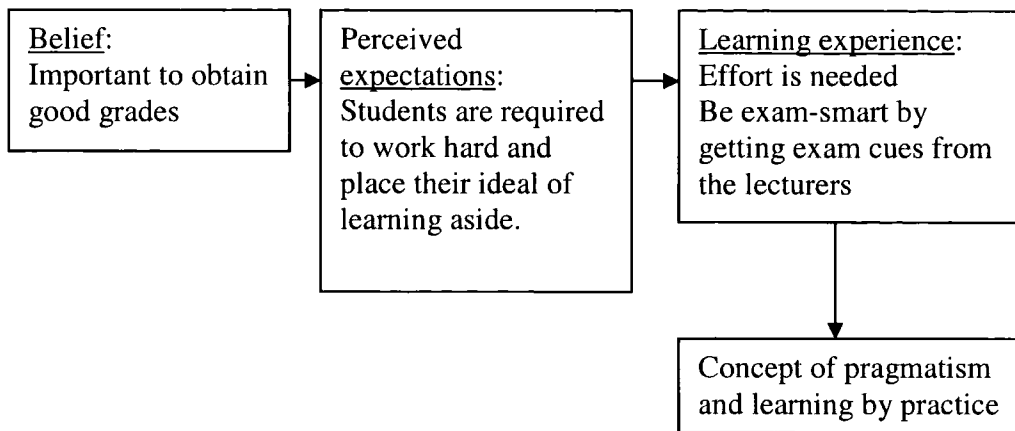 Belief:
Important to obtain
good grades
Perceived
expectations:
Students are required
to work hard and
place their ideal of
learning aside.
Learning experience:
Effort is needed
Be exam-smart by
getting exam cues from
the lecturers
Concept of pragmatism
and learning by practice